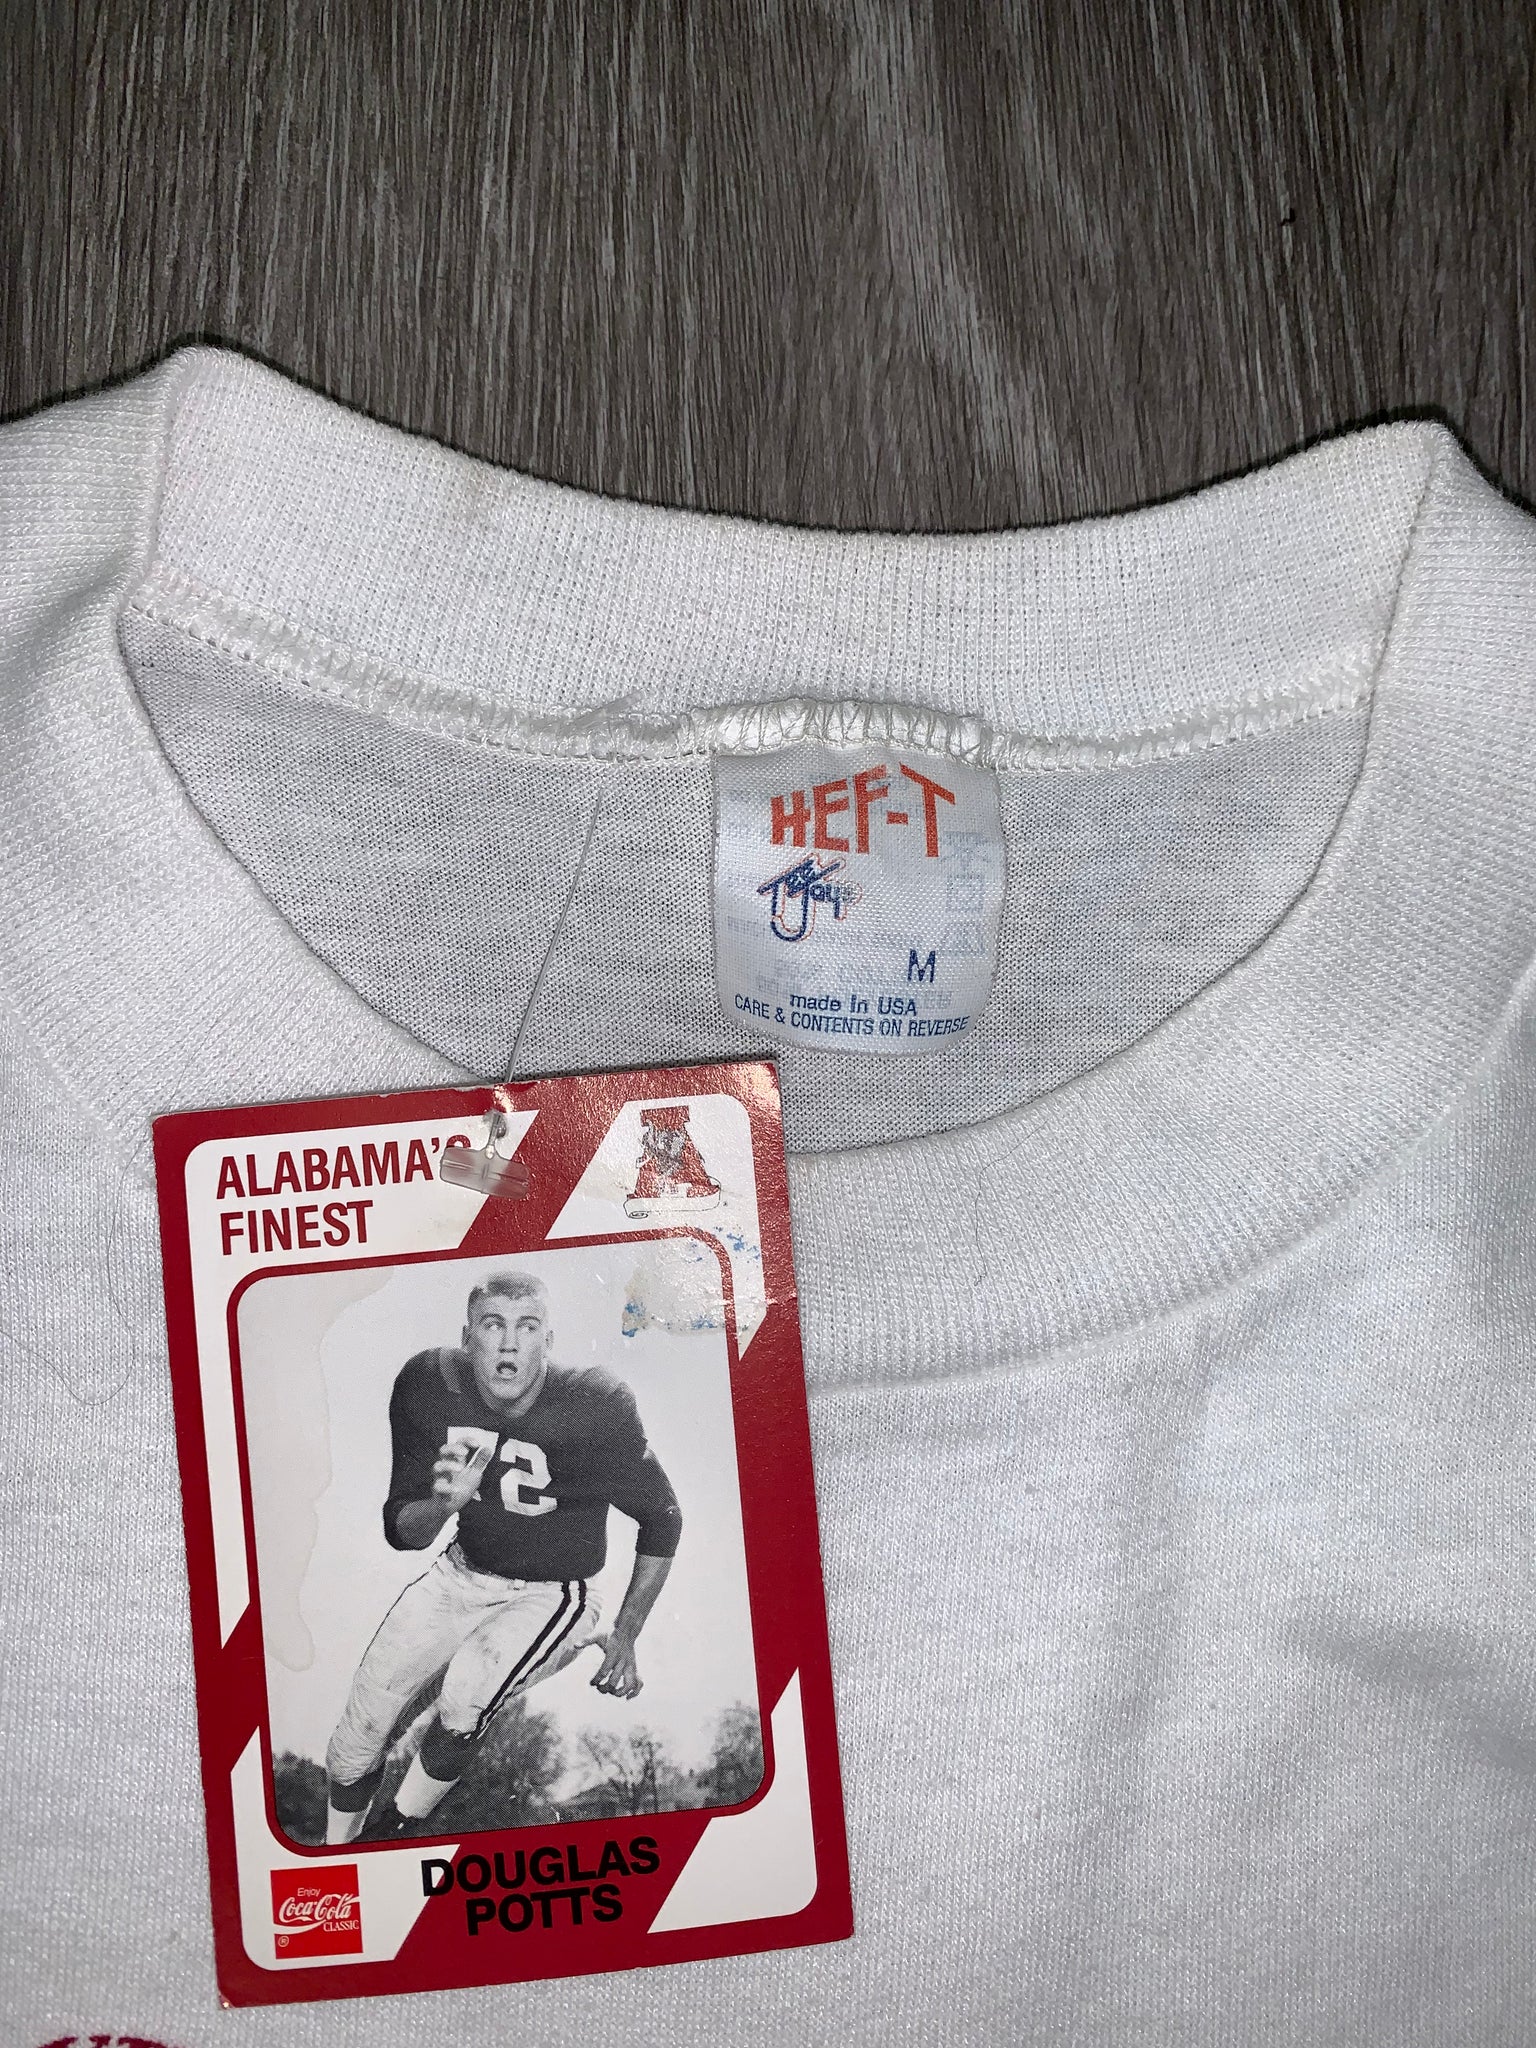 HEF-T
Tee Jays
M
made in USA
CARE & CONTENTS ON REVERSE
ALABAMA'S
FINEST
A
72
DOUGLAS
POTTS
Enjoy
Coca-Cola
CLASSIC
®